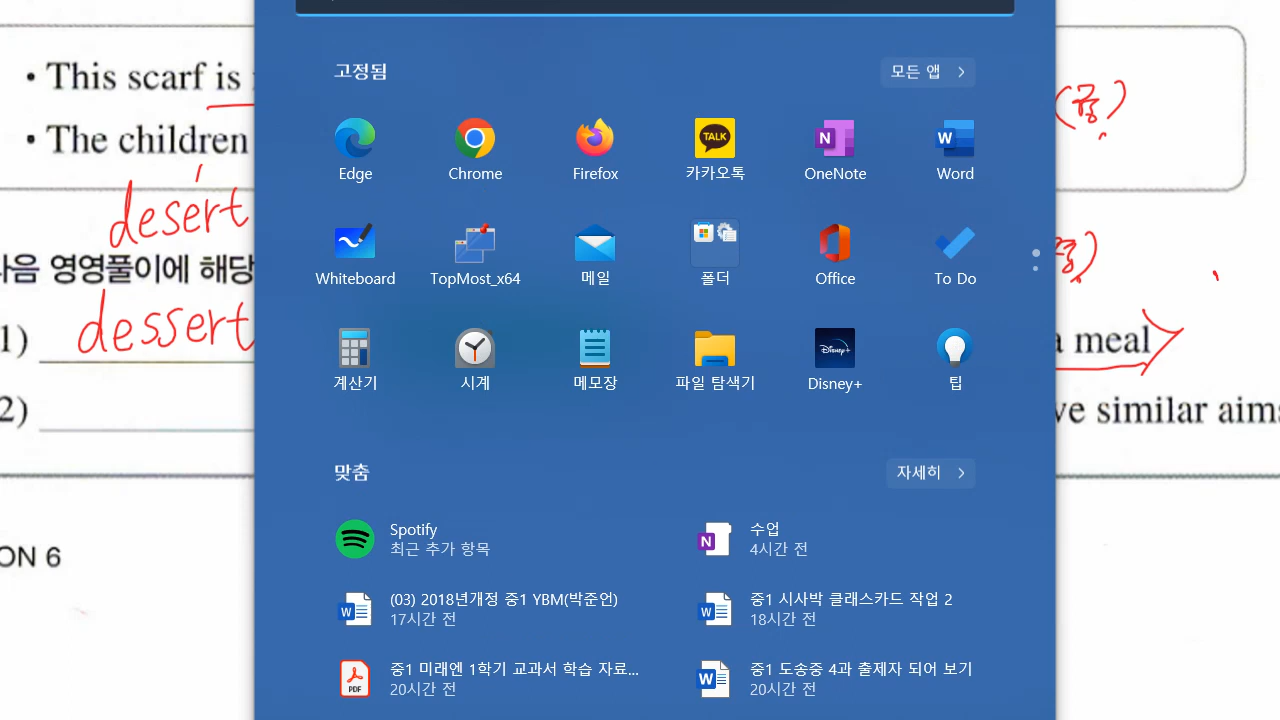 • This scarf is
• The children
desert
다음 영영풀이에 해당
1)
dessert
2)
ON 6
(중)
a meal
ve similar aims
고정됨
모든 앱
Edge
Chrome
Firefox
TALK
카카오톡
OneNote
Word
Whiteboard
TopMost_x64
메일
폴더
Office
To Do
계산기
시계
메모장
파일 탐색기
Disney+
Disney+
팁
맞춤
자세히
Spotify
최근 추가 항목
수업
4시간 전
(03) 2018년개정 중1 YBM(박준언)
17시간 전
중1 시사박 클래스카드 작업 2
18시간 전
PDF
중1 미래엔 1학기 교과서 학습 자료...
20시간 전
중1 도송중 4과 출제자 되어 보기
20시간 전